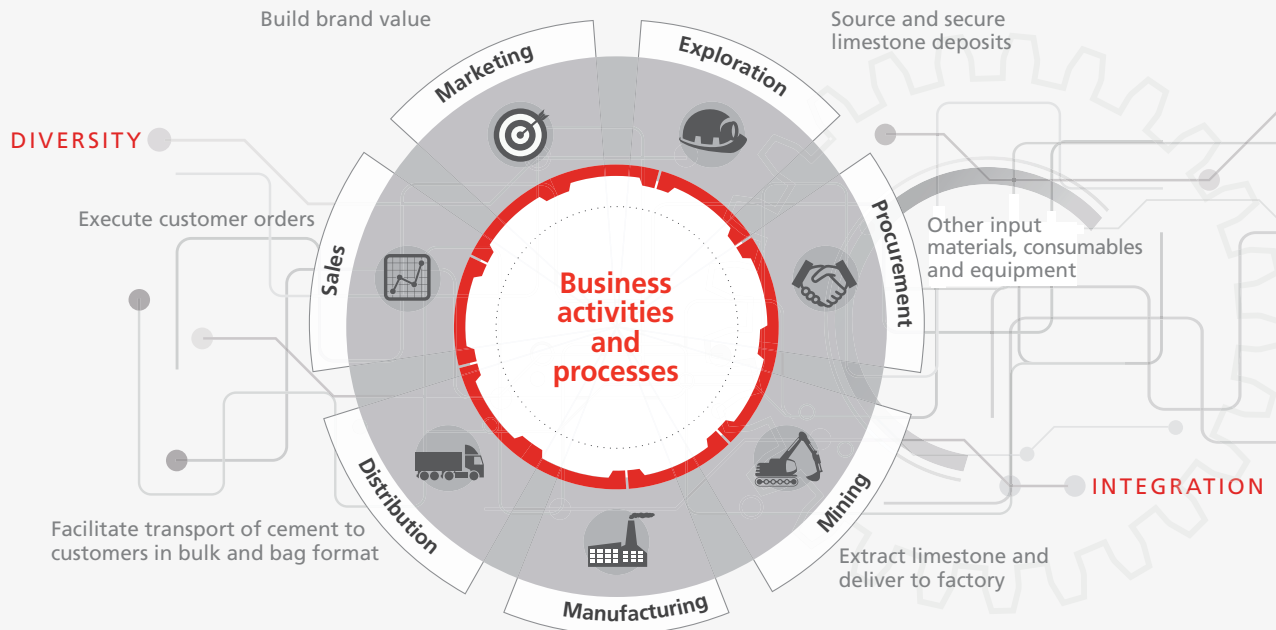 Build brand value
Source and secure
limestone deposits
Marketing
Exploration
DIVERSITY
Execute customer orders
Sales
Procurement
Other input
materials, consumables
and equipment
Business
activities
and
processes
Distribution
Mining
INTEGRATION
Facilitate transport of cement to
customers in bulk and bag format
Extract limestone and
deliver to factory
Manufacturing